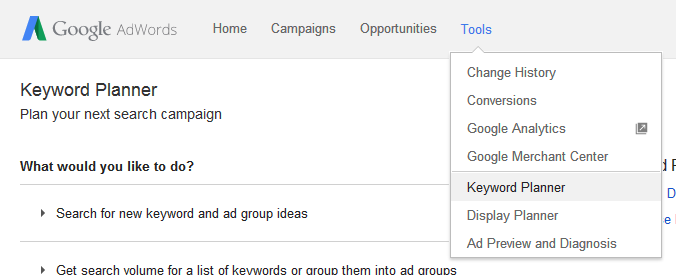 Google AdWords Home Campaigns Opportunities Tools
Keyword Planner
Plan your next search campaign
What would you like to do?
Search for new keyword and ad group ideas
Get search volume for a list of keywords or group them into ad groups
Change History
Conversions
Google Analytics
Google Merchant Center
Keyword Planner
Display Planner
Ad Preview and Diagnosis